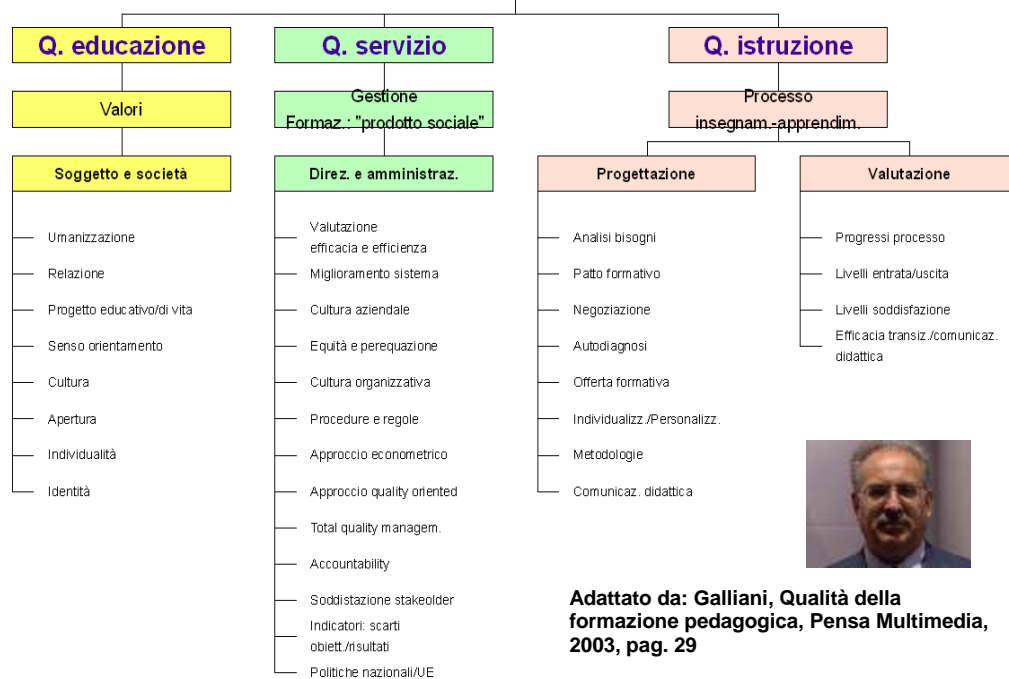 Q. educazione
Valori
Soggetto e società
Umanizzazione
Relazione
Progetto educativo/di vita
Senso orientamento
Cultura
Apertura
Individualità
Identità
Q. servizio
Gestione
Formaz.: "prodotto sociale"
Direz. e amministraz.
Valutazione
efficacia e efficienza
Miglioramento sistema
Cultura aziendale
Equità e perequazione
Cultura organizzativa
Procedure e regole
Approccio econometrico
Approccio quality oriented
Total quality managem.
Accountability
Soddistazione stakeolder
Indicatori: scarti
obiett./risultati
Politiche nazionali/UE
Q. istruzione
Processo
insegnam.-apprendim.
Progettazione
Analisi bisogni
Patto formativo
Negoziazione
Autodiagnosi
Offerta formativa
Individualizz./Personalizz.
Metodologie
Comunicaz. didattica
Valutazione
Progressi processo
Livelli entrata/uscita
Livelli soddisfazione
Efficacia transiz./comunicaz.
didattica
Adattato da: Galliani, Qualità della
formazione pedagogica, Pensa Multimedia,
2003, pag. 29